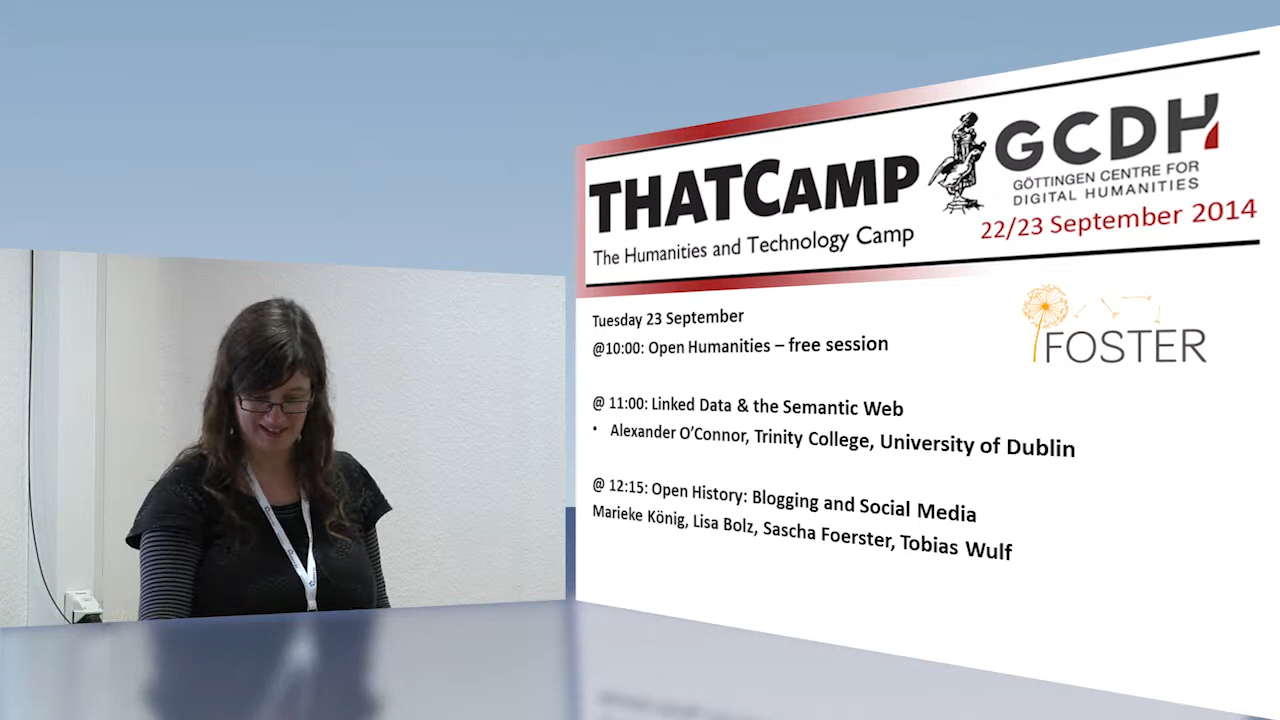 THATCAMP
The Humanities and Technology Camp
GCDH
GÖTTINGEN CENTRE FOR
DIGITAL HUMANITIES
22/23 September 2014
FOSTER
Tuesday 23 September
@10:00: Open Humanities – free session
@ 11:00: Linked Data & the Semantic Web
• Alexander O'Connor, Trinity College, University of Dublin
@ 12:15: Open History: Blogging and Social Media
Marieke König, Lisa Bolz, Sascha Foerster, Tobias Wulf